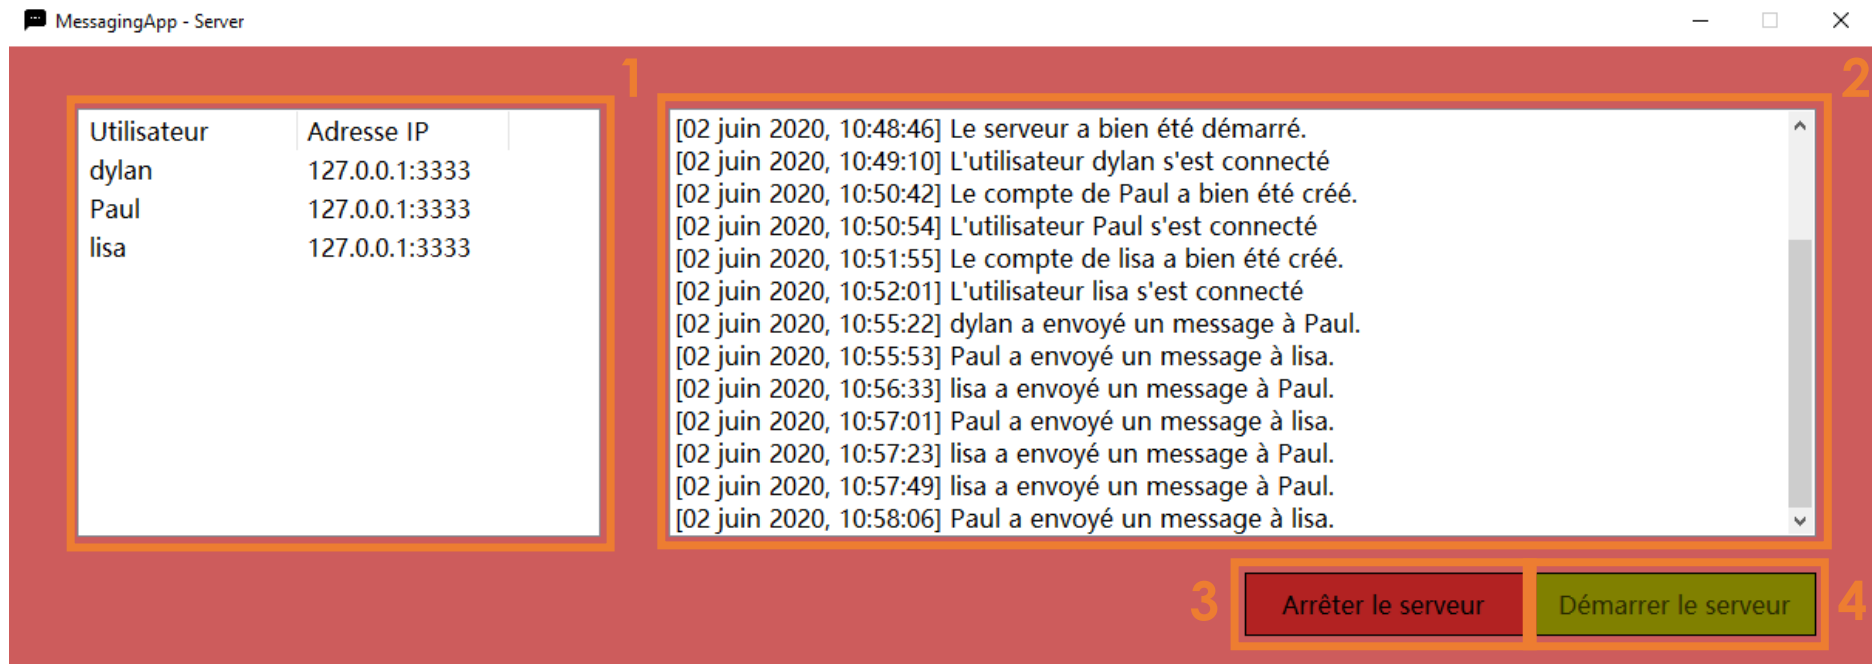 MessagingApp - Server
1
2
Utilisateur Adresse IP
dylan 127.0.0.1:3333
Paul 127.0.0.1:3333
lisa 127.0.0.1:3333
[02 juin 2020, 10:48:46] Le serveur a bien été démarré.
[02 juin 2020, 10:49:10] L'utilisateur dylan s'est connecté
[02 juin 2020, 10:50:42] Le compte de Paul a bien été créé.
[02 juin 2020, 10:50:54] L'utilisateur Paul s'est connecté
[02 juin 2020, 10:51:55] Le compte de lisa a bien été créé.
[02 juin 2020, 10:52:01] L'utilisateur lisa s'est connecté
[02 juin 2020, 10:55:22] dylan a envoyé un message à Paul.
[02 juin 2020, 10:55:53] Paul a envoyé un message à lisa.
[02 juin 2020, 10:56:33] lisa a envoyé un message à Paul.
[02 juin 2020, 10:57:01] Paul a envoyé un message à lisa.
[02 juin 2020, 10:57:23] lisa a envoyé un message à Paul.
[02 juin 2020, 10:57:49] lisa a envoyé un message à Paul.
[02 juin 2020, 10:58:06] Paul a envoyé un message à lisa.
3 Arrêter le serveur Démarrer le serveur 4